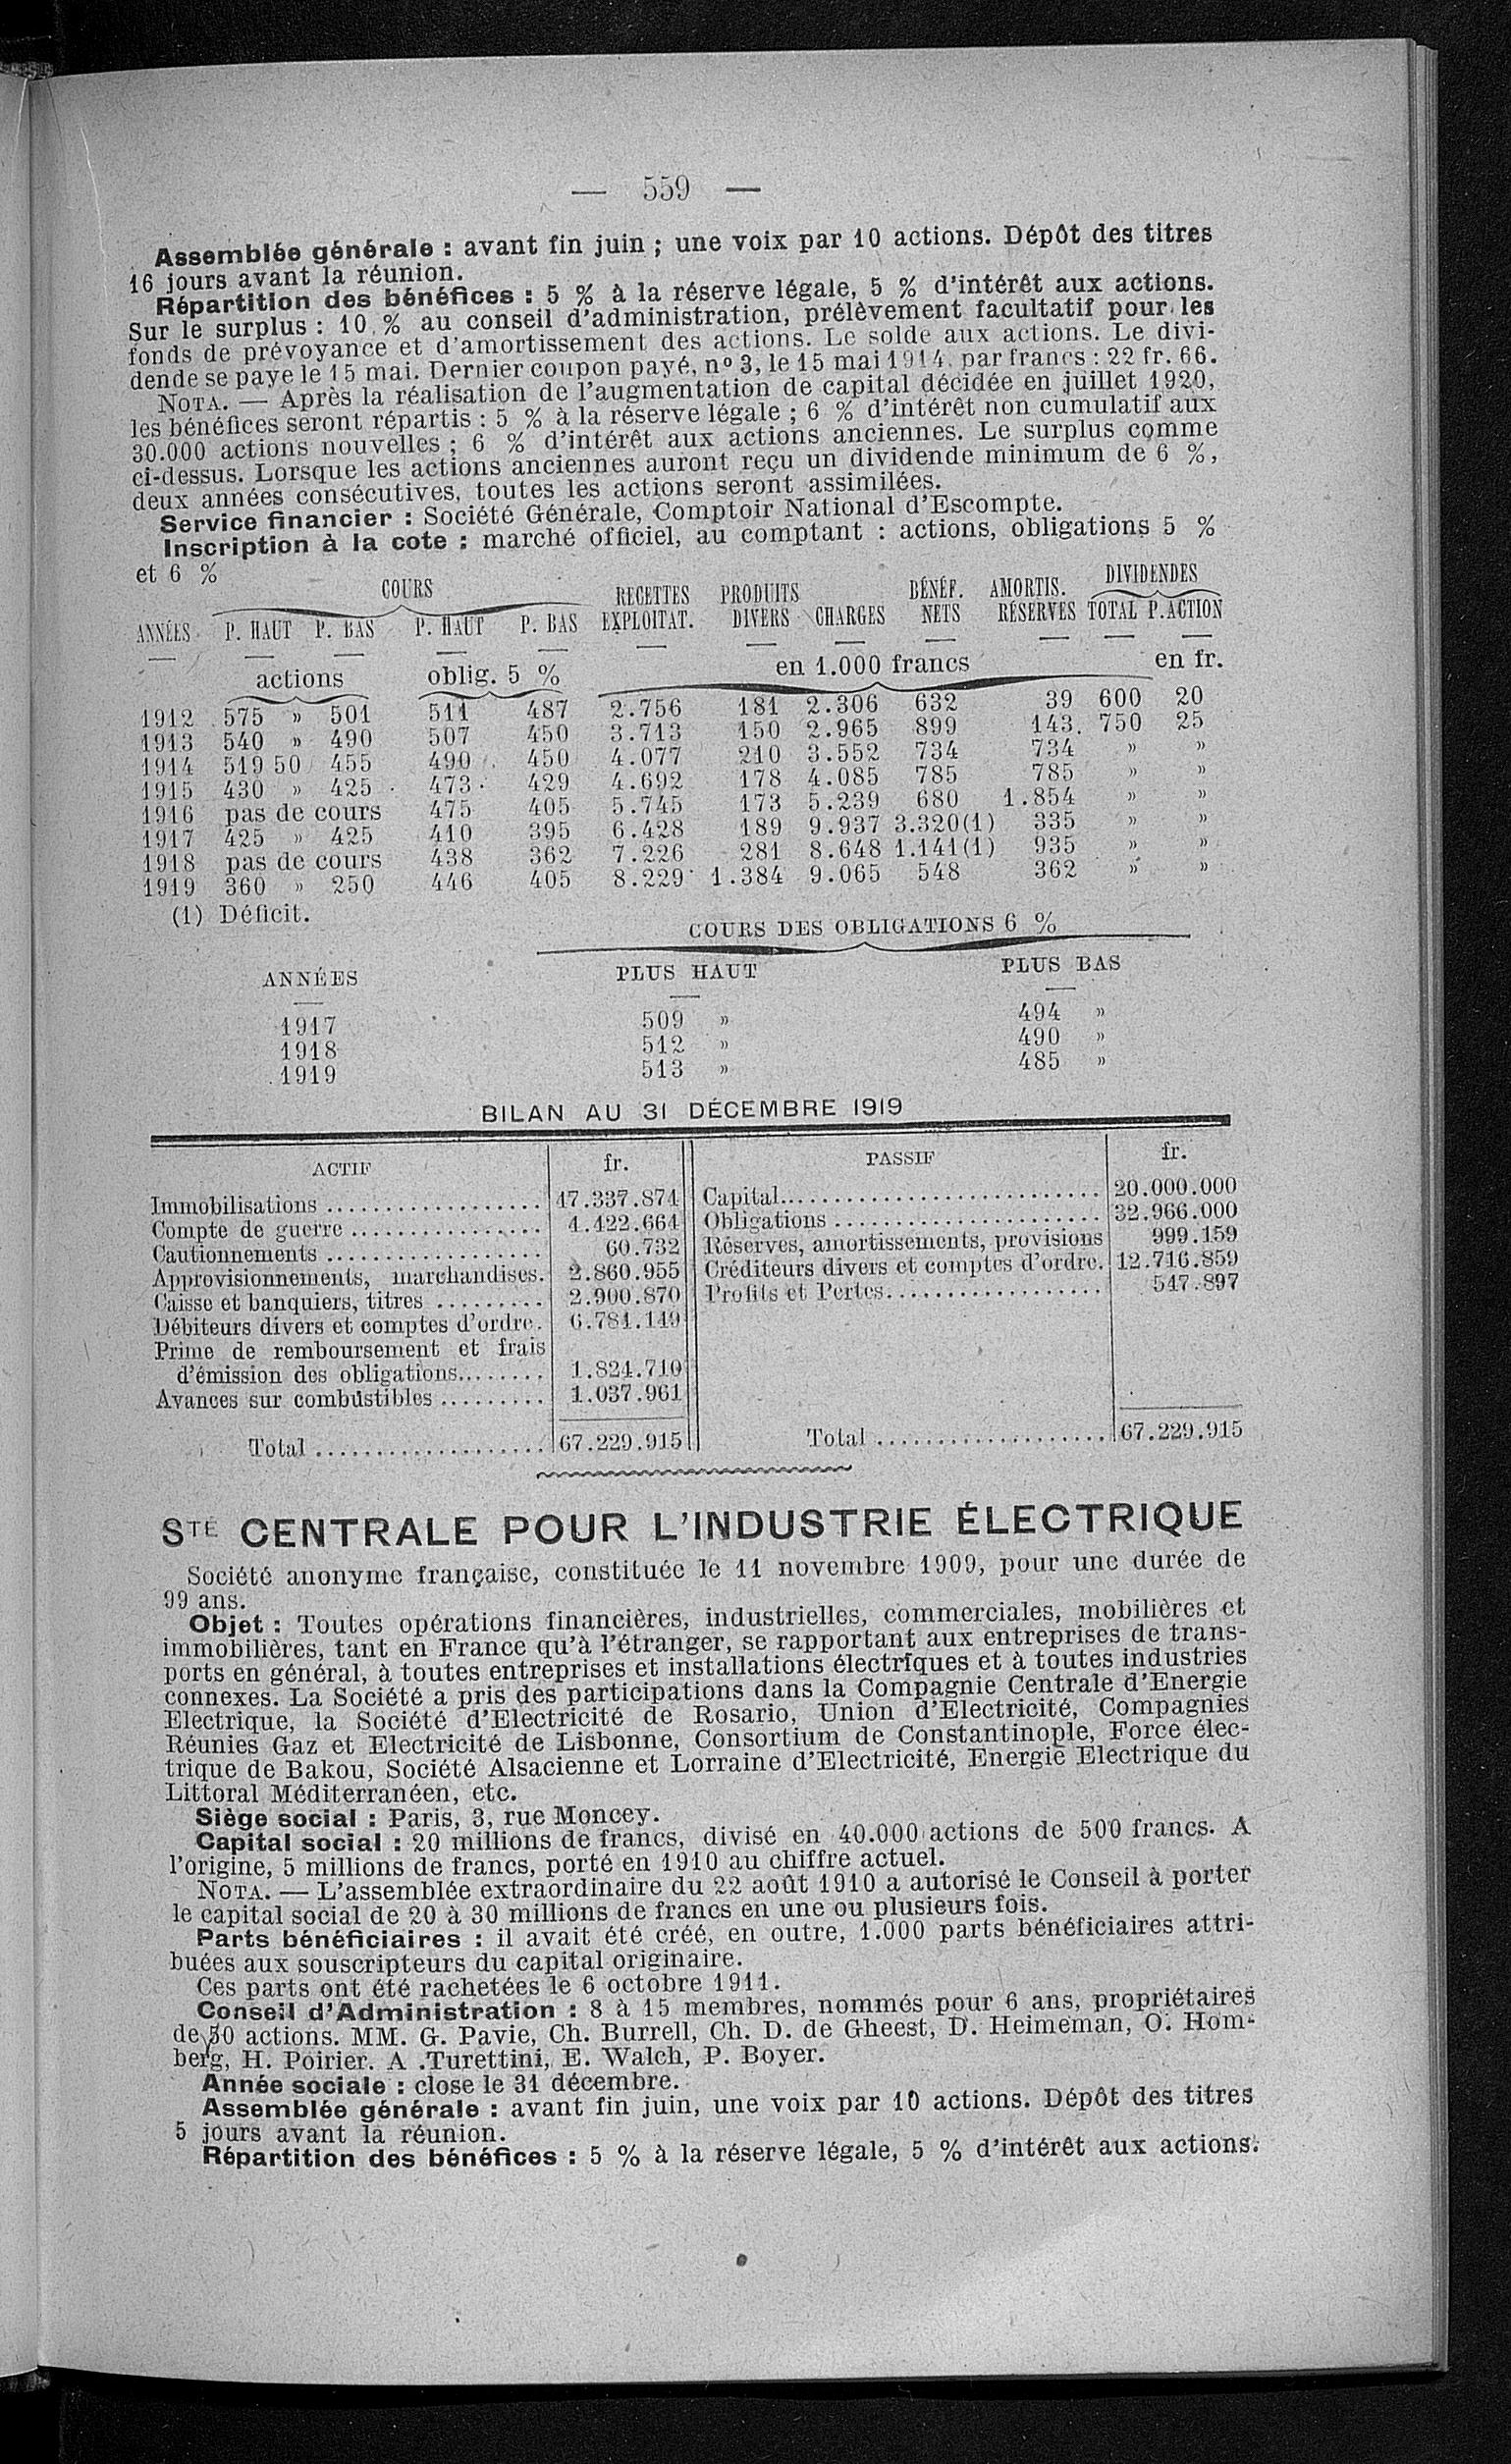 — 559 —
Assemblée générale : avant fin juin ; une voix par 10 actions. Dépôt des titres
16 jours avant la réunion.
Répartition des bénéfices : 5 % à la réserve légale, 5 % d'intérêt aux actions.
Sur le surplus : 10 % au conseil d'administration, prélèvement facultatif pour les
fonds de prévoyance et d'amortissement des actions. Le solde aux actions. Le divi-
dende se paye le 15 mai. Dernier coupon payé, nº 3, le 15 mai 1914, par francs : 22 fr. 66.
NOTA. — Après la réalisation de l'augmentation de capital décidée en juillet 1920,
les bénéfices seront répartis : 5 % à la réserve légale ; 6 % d'intérêt non cumulatif aux
30.000 actions nouvelles ; 6 % d'intérêt aux actions anciennes. Le surplus comme
ci-dessus. Lorsque les actions anciennes auront reçu un dividende minimum de 6 %,
deux années consécutives, toutes les actions seront assimilées.
Service financier : Société Générale, Comptoir National d'Escompte.
Inscription à la cote : marché officiel, au comptant : actions, obligations 5 %
et 6 %
COURS RECETTES PRODUITS BÉNÉF. AMORTIS. DIVIDENDES
ANNÉES P. HAUT P. BAS P. HAUT P. BAS EXPLOITAT. DIVERS CHARGES NETS RÉSERVES TOTAL P. ACTION
actions oblig. 5 % en 1.000 francs en fr.
1912 575 » 501 511 487 2.756 181 2.306 632 39 600 20
1913 540 » 490 507 450 3.713 150 2.965 899 143 750 25
1914 519 50 455 490 450 4.077 210 3.552 734 734 » »
1915 430 » 425 473 429 4.692 178 4.085 785 785 » »
1916 pas de cours 475 405 5.745 173 5.239 680 1.854 » »
1917 425 » 425 410 395 6.428 189 9.937 3.320(1) 335 » »
1918 pas de cours 438 362 7.226 281 8.648 1.141(1) 935 » »
1919 360 » 250 446 405 8.229 1.384 9.065 548 362 » »
(1) Déficit.
COURS DES OBLIGATIONS 6 %
ANNÉES PLUS HAUT PLUS BAS
1917 509 » 494 »
1918 512 » 490 »
1919 513 » 485 »
BILAN AU 31 DÉCEMBRE 1919
ACTIF fr. PASSIF fr.
Immobilisations .................. 47.337.874 Capital........................... 20.000.000
Compte de guerre ................ 4.422.664 Obligations ...................... 32.966.000
Cautionnements .................. 60.732 Réserves, amortissements, provisions 999.159
Approvisionnements, marchandises. 2.860.955 Créditeurs divers et comptes d'ordre. 12.716.859
Caisse et banquiers, titres ......... 2.900.870 Profits et Pertes.................. 547.897
Débiteurs divers et comptes d'ordre. 6.784.149
Prime de remboursement et frais
d'émission des obligations........ 1.824.710
Avances sur combustibles ......... 1.037.961
Total ................... 67.229.915 Total ................... 67.229.915
STÉ CENTRALE POUR L'INDUSTRIE ÉLECTRIQUE
Société anonyme française, constituée le 11 novembre 1909, pour une durée de
99 ans.
Objet : Toutes opérations financières, industrielles, commerciales, mobilières et
immobilières, tant en France qu'à l'étranger, se rapportant aux entreprises de trans-
ports en général, à toutes entreprises et installations électriques et à toutes industries
connexes. La Société a pris des participations dans la Compagnie Centrale d'Energie
Electrique, la Société d'Electricité de Rosario, Union d'Electricité, Compagnies
Réunies Gaz et Electricité de Lisbonne, Consortium de Constantinople, Force élec-
trique de Bakou, Société Alsacienne et Lorraine d'Electricité, Energie Electrique du
Littoral Méditerranéen, etc.
Siège social : Paris, 3, rue Moncey.
Capital social : 20 millions de francs, divisé en 40.000 actions de 500 francs. A
l'origine, 5 millions de francs, porté en 1910 au chiffre actuel.
NOTA. — L'assemblée extraordinaire du 22 août 1910 a autorisé le Conseil à porter
le capital social de 20 à 30 millions de francs en une ou plusieurs fois.
Parts bénéficiaires : il avait été créé, en outre, 1.000 parts bénéficiaires attri-
buées aux souscripteurs du capital originaire.
Ces parts ont été rachetées le 6 octobre 1911.
Conseil d'Administration : 8 à 15 membres, nommés pour 6 ans, propriétaires
de 50 actions. MM. G. Pavie, Ch. Burrell, Ch. D. de Gheest, D. Heimeman, O. Hom-
berg, H. Poirier. A .Turettini, E. Walch, P. Boyer.
Année sociale : close le 31 décembre.
Assemblée générale : avant fin juin, une voix par 10 actions. Dépôt des titres
5 jours avant la réunion.
Répartition des bénéfices : 5 % à la réserve légale, 5 % d'intérêt aux actions.